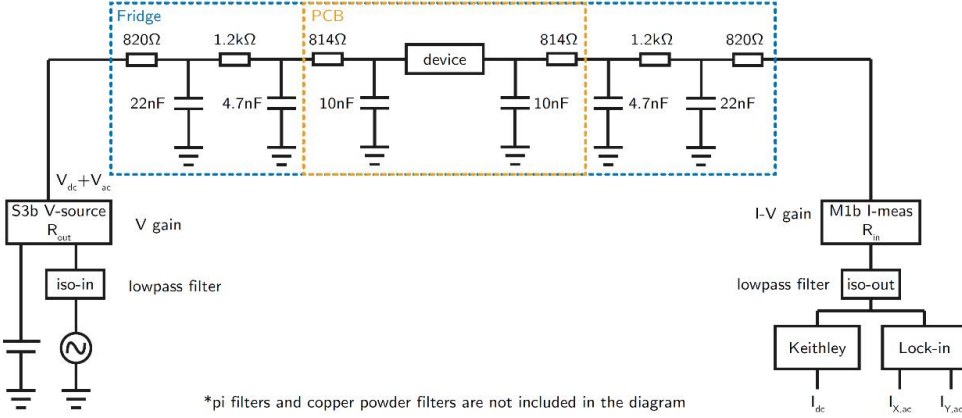 Fridge
PCB
820Ω
1.2kΩ
814Ω
814Ω
1.2kΩ
820Ω
device
22nF
4.7nF
10nF
10nF
4.7nF
22nF
Vdc+Vac
S3b V-source
Rout
V gain
I-V gain
M1b I-meas
Rin
iso-in
lowpass filter
lowpass filter
iso-out
Keithley
Lock-in
*pi filters and copper powder filters are not included in the diagram
Idc
IX,ac
IY,ac